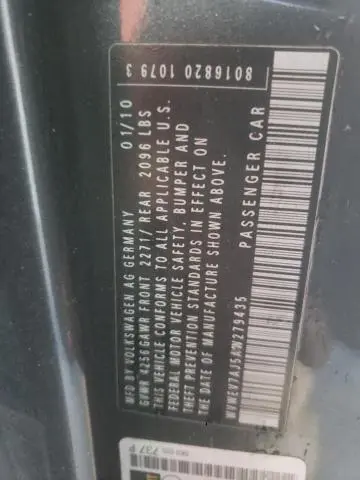 8016820 1079 3
MFD BY VOLKSWAGEN AG GERMANY 01/10
GVWR 4256 GAWR FRONT 2271/ REAR 2096 LBS
THIS VEHICLE CONFORMS TO ALL APPLICABLE U.S.
FEDERAL MOTOR VEHICLE SAFETY, BUMPER AND
THEFT PREVENTION STANDARDS IN EFFECT ON
THE DATE OF MANUFACTURE SHOWN ABOVE.
PASSENGER CAR
737 P